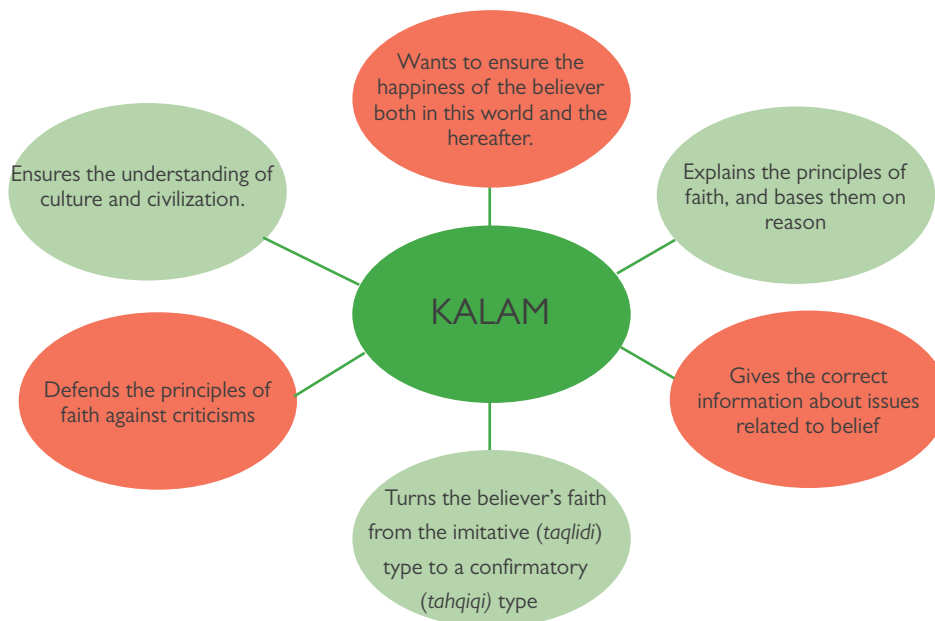 Wants to ensure the
happiness of the believer
both in this world and the
hereafter.
Ensures the understanding of
culture and civilization.
Explains the principles of
faith, and bases them on
reason
KALAM
Defends the principles of
faith against criticisms
Gives the correct
information about issues
related to belief
Turns the believer’s faith
from the imitative (taqlidi)
type to a confirmatory
(tahqiqi) type